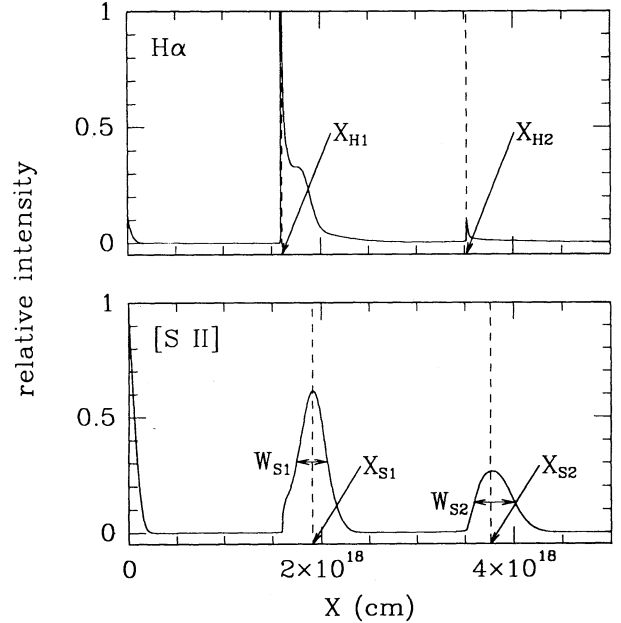 Hα
1
0.5
0
X_H1
X_H2
relative intensity
[S II]
1
0.5
0
W_S1
X_S1
W_S2
X_S2
0
2×10^18
4×10^18
X (cm)